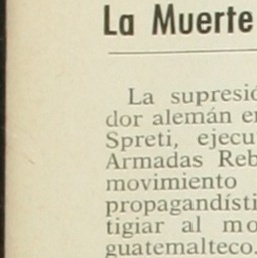 La Muerte
La supresió
dor alemán en
Spreti, ejecu
Armadas Reb
movimiento
propagandísti
tigiar al mo
guatemalteco.